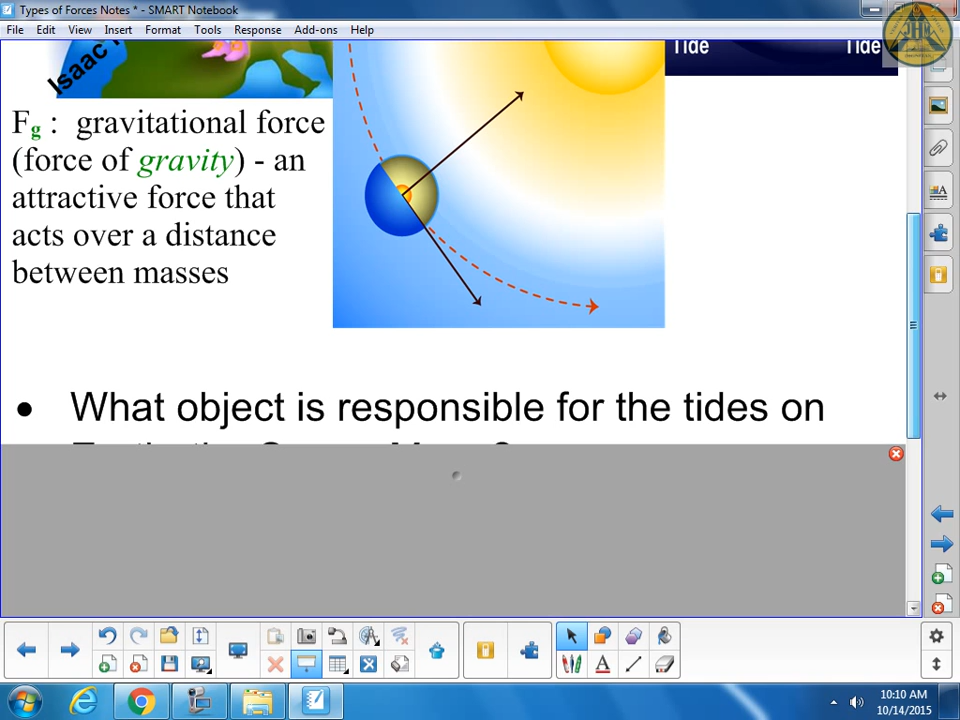 Types of Forces Notes * - SMART Notebook
File Edit View Insert Format Tools Response Add-ons Help
Isaac
Tide Tide
Fg : gravitational force
(force of gravity) - an
attractive force that
acts over a distance
between masses
• What object is responsible for the tides on
10:10 AM
10/14/2015